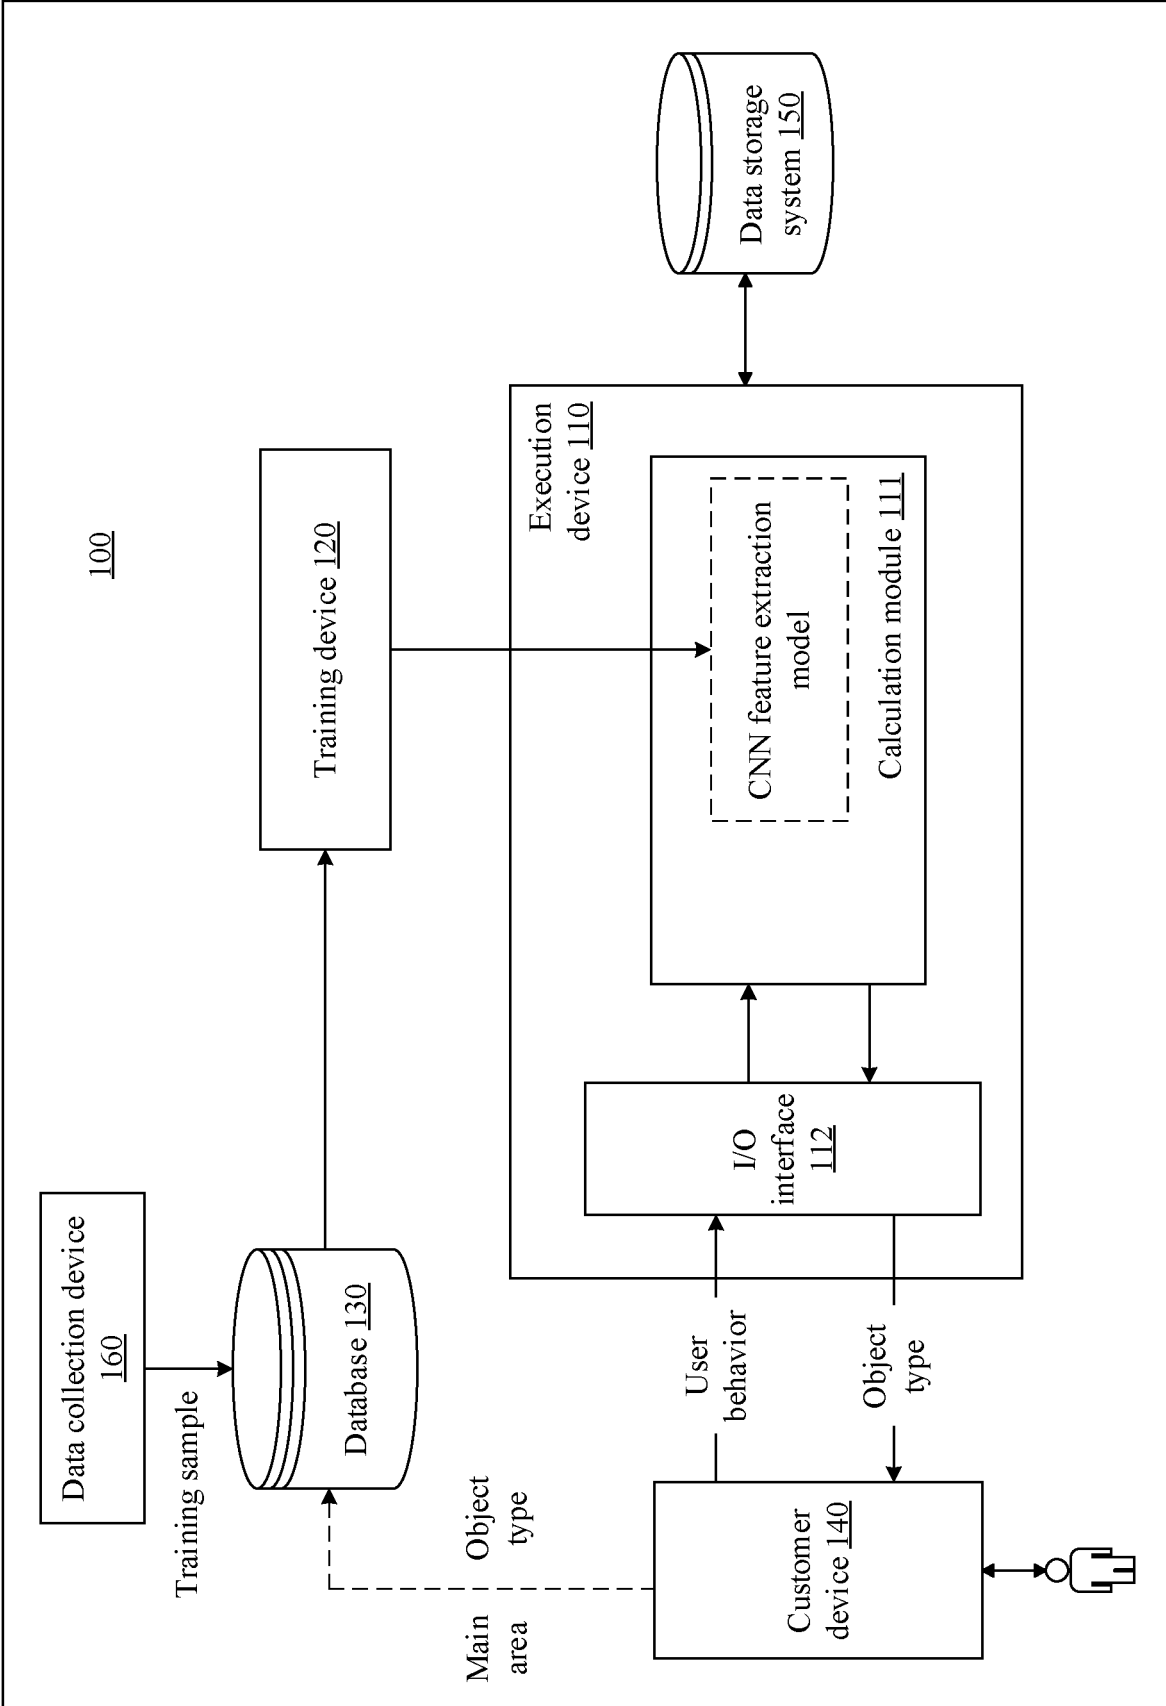 100
Data collection device
160
Training sample
Database 130
Training device 120
Main
area
Object
type
Customer
device 140
User
behavior
Object
type
Execution
device 110
I/O
interface
112
CNN feature extraction
model
Calculation module 111
Data storage
system 150